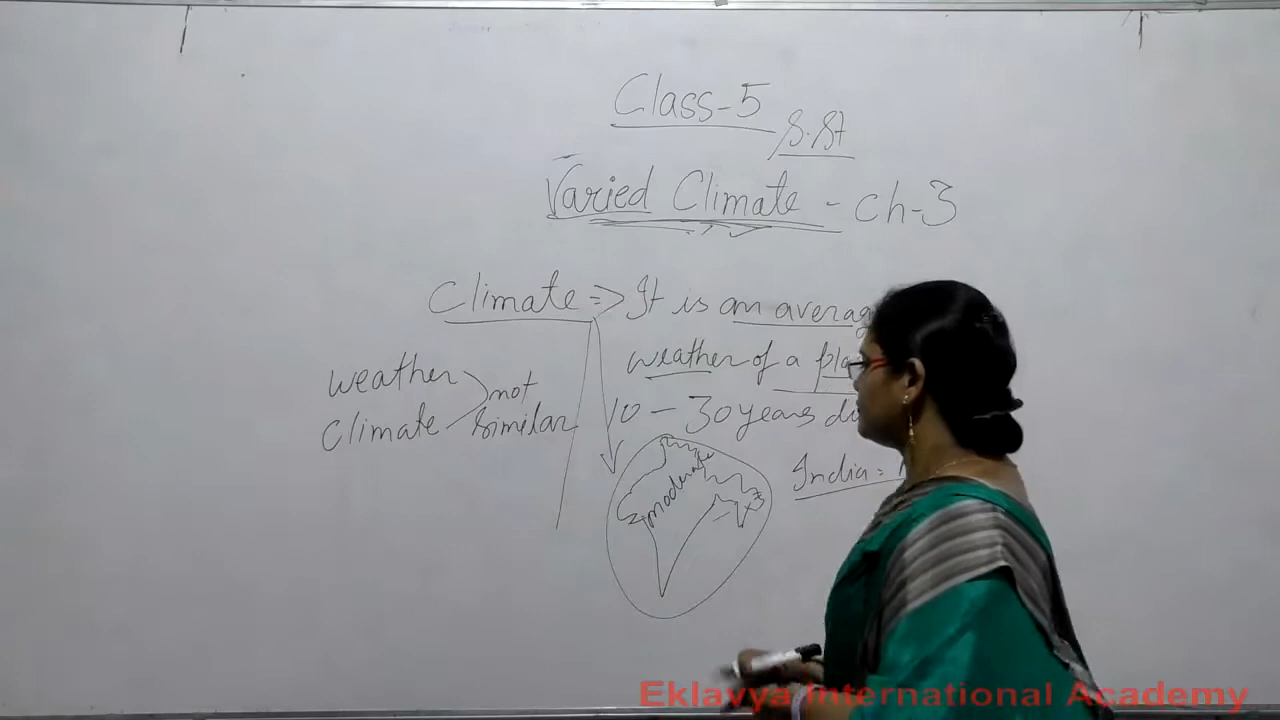 Class-5
S.St
Varied Climate - Ch-3
Climate => It is an averag
weather of a pla
10 - 30 years
weather
climate
not
similar
moderate
India =
Eklavya International Academy